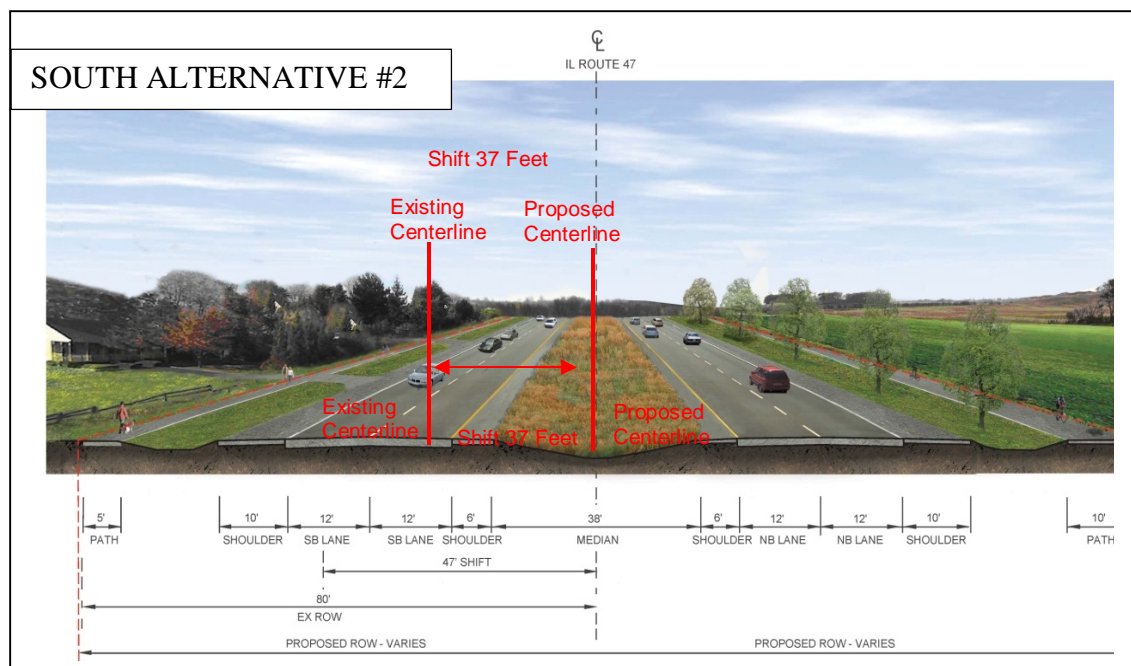 ℄
IL ROUTE 47
SOUTH ALTERNATIVE #2
Shift 37 Feet
Existing
Centerline
Proposed
Centerline
Existing
Centerline
Shift 37 Feet
Proposed
Centerline
5' 10' 12' 12' 6' 38' 6' 12' 12' 10' 10'
PATH SHOULDER SB LANE SB LANE SHOULDER MEDIAN SHOULDER NB LANE NB LANE SHOULDER PATH
47' SHIFT
80'
EX ROW
PROPOSED ROW - VARIES PROPOSED ROW - VARIES